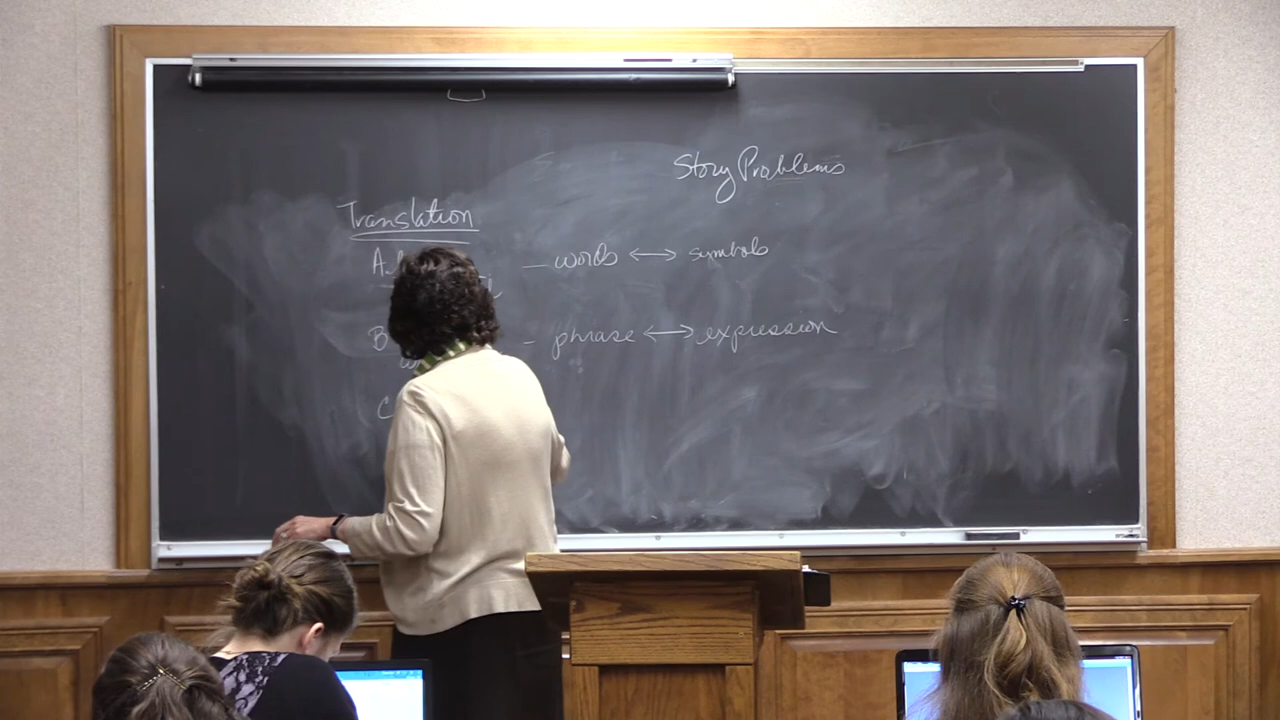 Story Problems
Translation
A. – words ⟷ symbols
B – phrase ⟷ expression
C